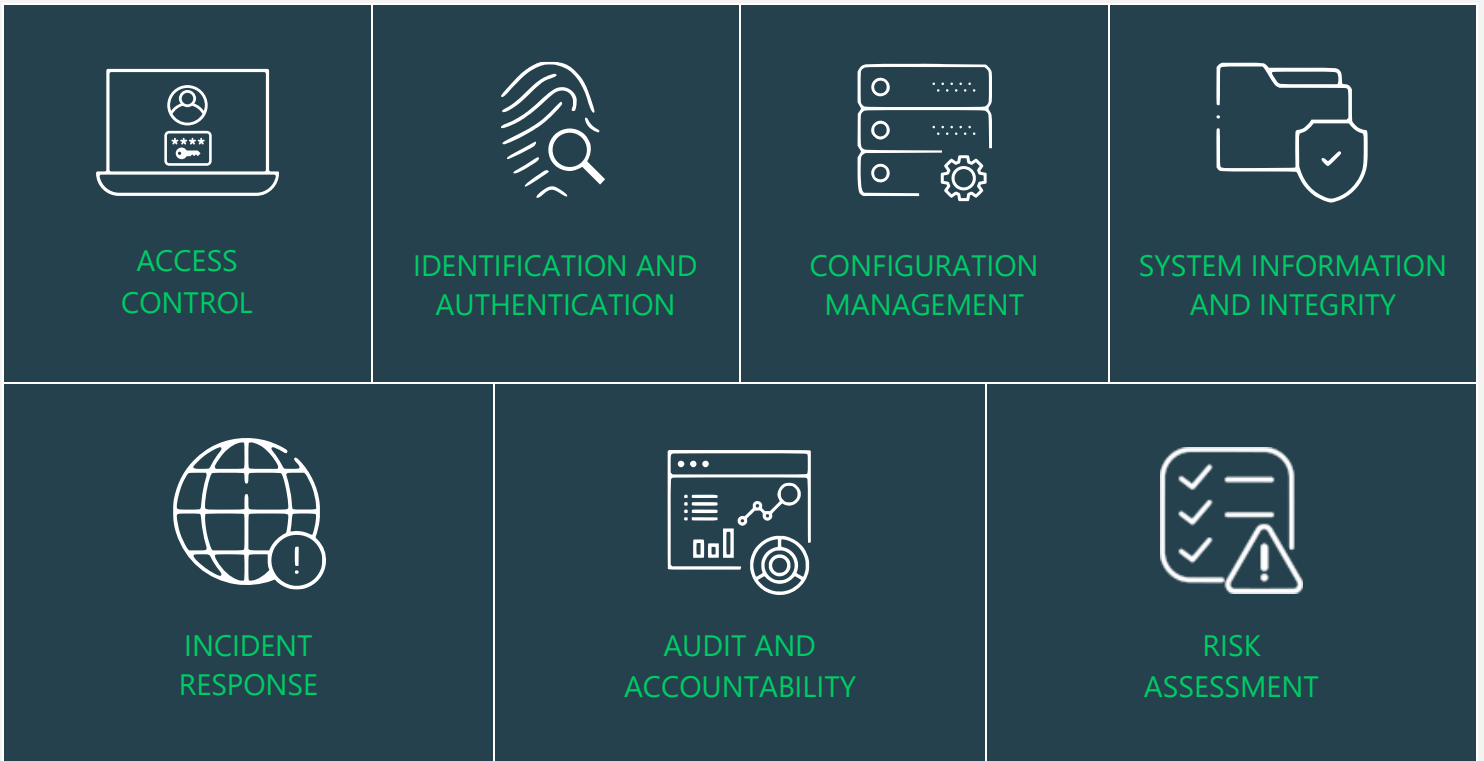 ****
ACCESS
CONTROL
IDENTIFICATION AND
AUTHENTICATION
CONFIGURATION
MANAGEMENT
SYSTEM INFORMATION
AND INTEGRITY
INCIDENT
RESPONSE
AUDIT AND
ACCOUNTABILITY
RISK
ASSESSMENT